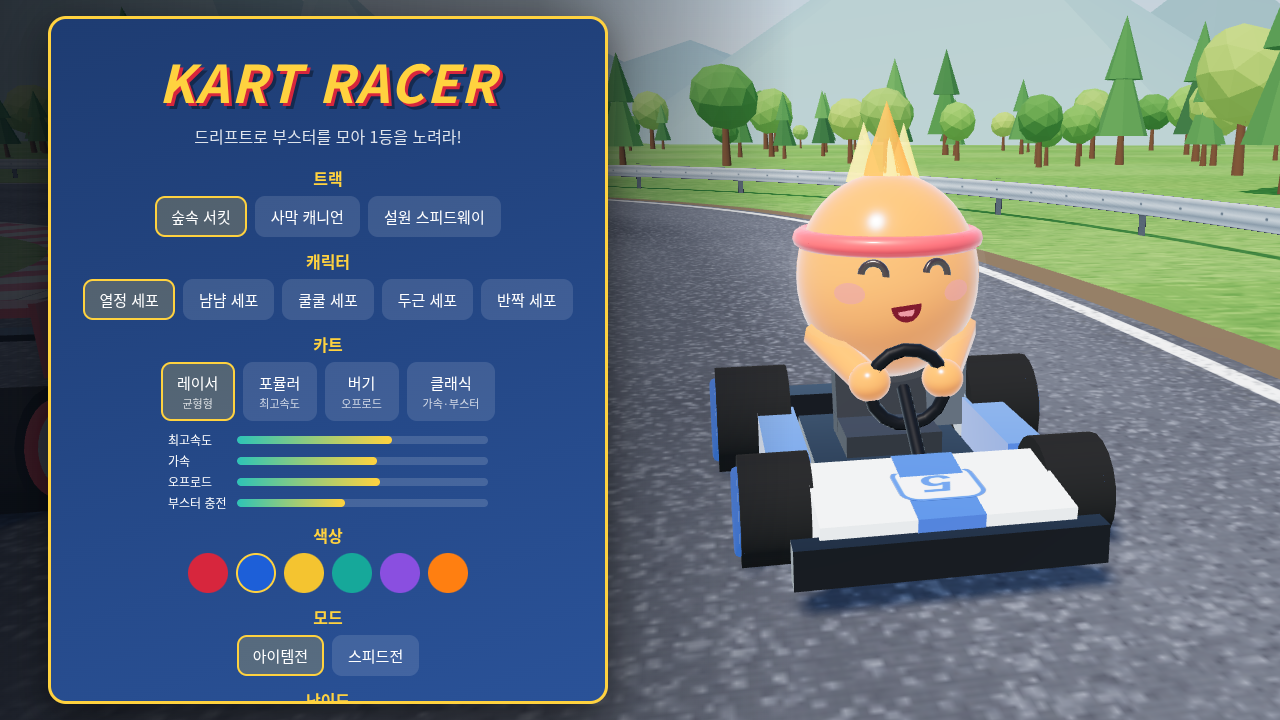 KART RACER
드리프트로 부스터를 모아 1등을 노려라!
트랙
숲속 서킷 사막 캐니언 설원 스피드웨이
캐릭터
열정 세포 냠냠 세포 쿨쿨 세포 두근 세포 반짝 세포
카트
레이서 포뮬러 버기 클래식
균형형 최고속도 오프로드 가속·부스터
최고속도
가속
오프로드
부스터 충전
색상
모드
아이템전 스피드전
난이도
5